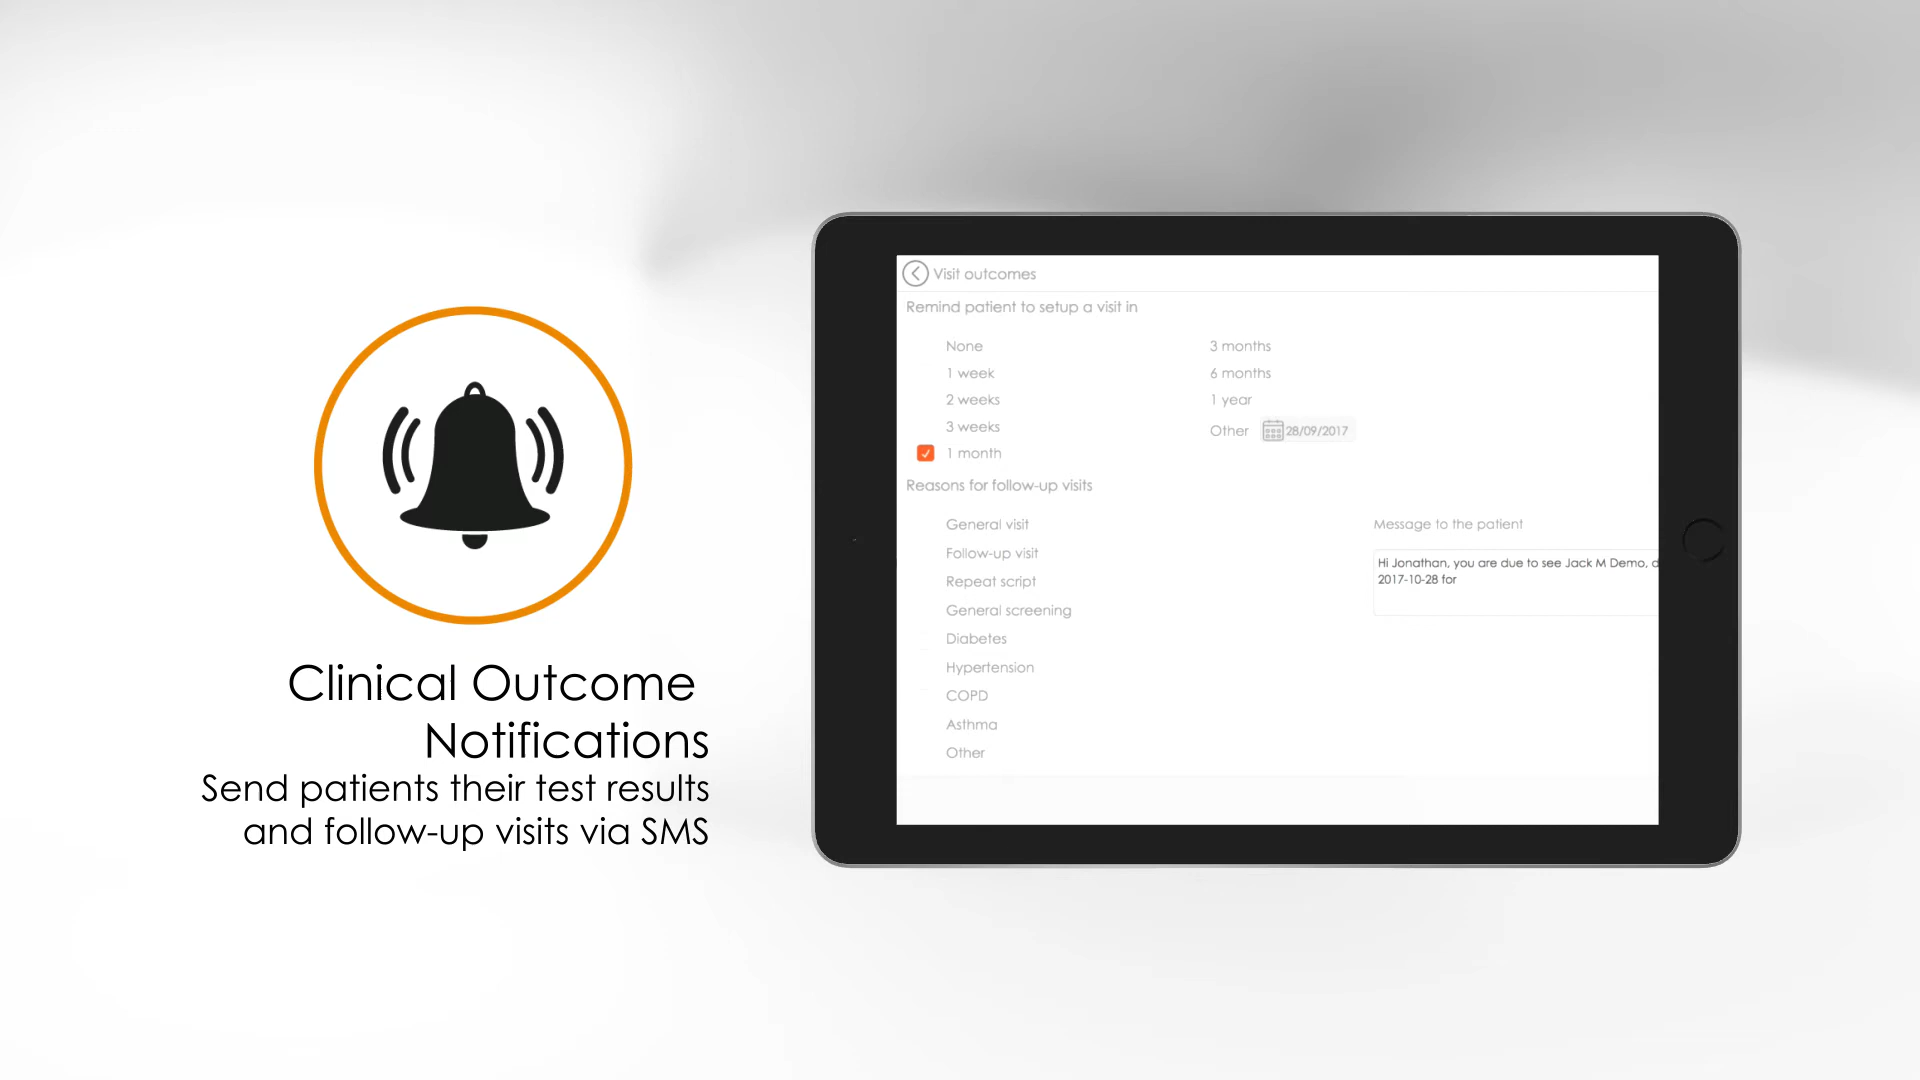 Clinical Outcome
Notifications
Send patients their test results
and follow-up visits via SMS
Visit outcomes
Remind patient to setup a visit in
None
1 week
2 weeks
3 weeks
1 month
3 months
6 months
1 year
Other 28/09/2017
Reasons for follow-up visits
General visit
Follow-up visit
Repeat script
General screening
Diabetes
Hypertension
COPD
Asthma
Other
Message to the patient
Hi Jonathan, you are due to see Jack M Demo, d
2017-10-28 for